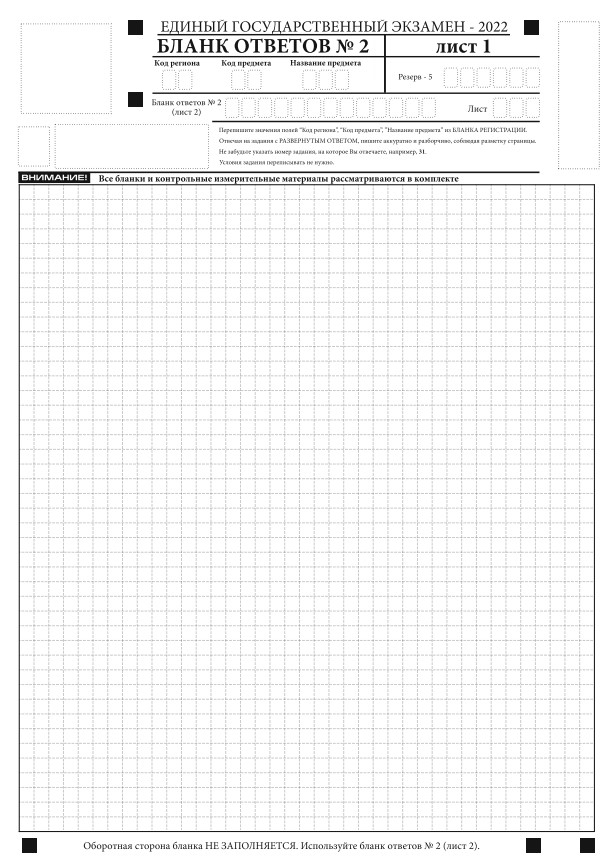 ЕДИНЫЙ ГОСУДАРСТВЕННЫЙ ЭКЗАМЕН - 2022
БЛАНК ОТВЕТОВ № 2 лист 1
Код региона Код предмета Название предмета
Резерв - 5
Бланк ответов № 2
(лист 2)
Лист
Перепишите значения полей "Код региона", "Код предмета", "Название предмета" из БЛАНКА РЕГИСТРАЦИИ.
Отвечая на задания с РАЗВЕРНУТЫМ ОТВЕТОМ, пишите аккуратно и разборчиво, соблюдая разметку страницы.
Не забудьте указать номер задания, на которое Вы отвечаете, например, 31.
Условия задания переписывать не нужно.
ВНИМАНИЕ! Все бланки и контрольные измерительные материалы рассматриваются в комплекте
Оборотная сторона бланка НЕ ЗАПОЛНЯЕТСЯ. Используйте бланк ответов № 2 (лист 2).